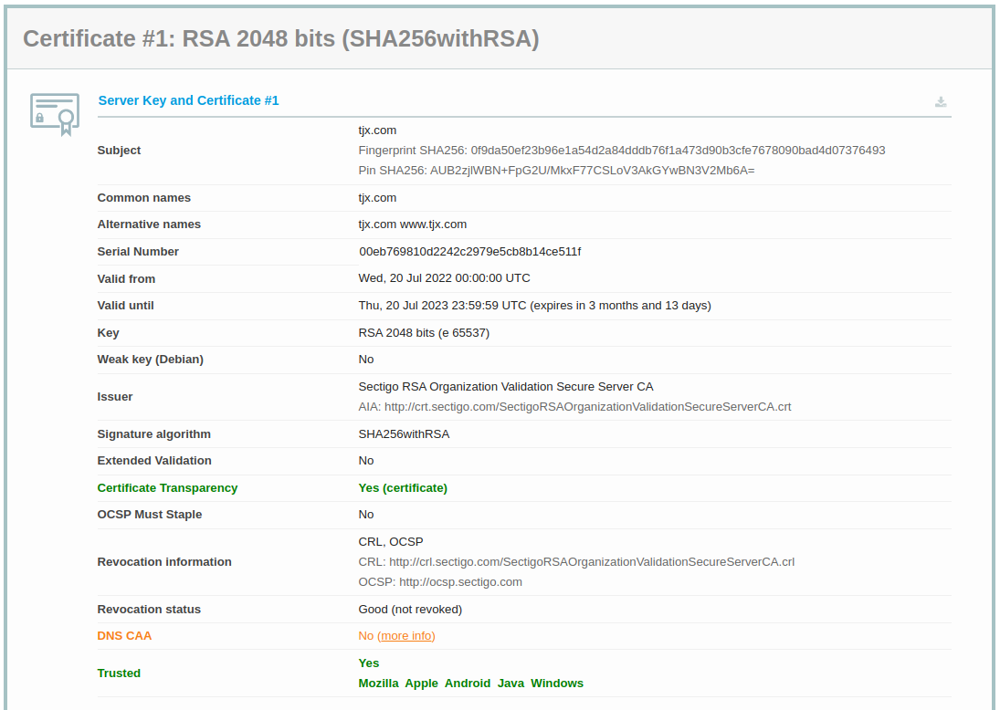 Certificate #1: RSA 2048 bits (SHA256withRSA)
Server Key and Certificate #1
Subject
tjx.com
Fingerprint SHA256: 0f9da50ef23b96e1a54d2a84dddb76f1a473d90b3cfe7678090bad4d07376493
Pin SHA256: AUB2zjlWBN+FpG2U/MkxF77CSLoV3AkGYwBN3V2Mb6A=
Common names tjx.com
Alternative names tjx.com www.tjx.com
Serial Number 00eb769810d2242c2979e5cb8b14ce511f
Valid from Wed, 20 Jul 2022 00:00:00 UTC
Valid until Thu, 20 Jul 2023 23:59:59 UTC (expires in 3 months and 13 days)
Key RSA 2048 bits (e 65537)
Weak key (Debian) No
Issuer
Sectigo RSA Organization Validation Secure Server CA
AIA: http://crt.sectigo.com/SectigoRSAOrganizationValidationSecureServerCA.crt
Signature algorithm SHA256withRSA
Extended Validation No
Certificate Transparency Yes (certificate)
OCSP Must Staple No
Revocation information
CRL, OCSP
CRL: http://crl.sectigo.com/SectigoRSAOrganizationValidationSecureServerCA.crl
OCSP: http://ocsp.sectigo.com
Revocation status Good (not revoked)
DNS CAA No (more info)
Trusted
Yes
Mozilla Apple Android Java Windows